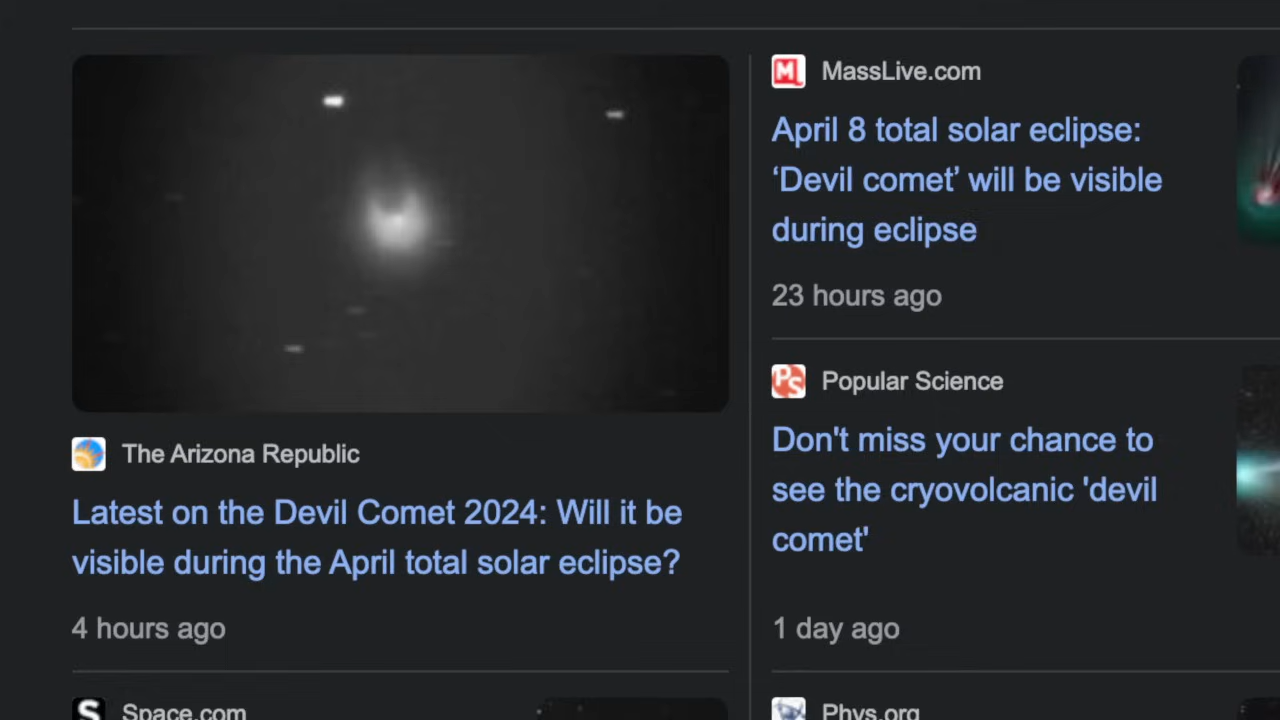 The Arizona Republic
Latest on the Devil Comet 2024: Will it be
visible during the April total solar eclipse?
4 hours ago
S Space.com
M MassLive.com
April 8 total solar eclipse:
‘Devil comet’ will be visible
during eclipse
23 hours ago
PS Popular Science
Don't miss your chance to
see the cryovolcanic 'devil
comet'
1 day ago
Phys.org